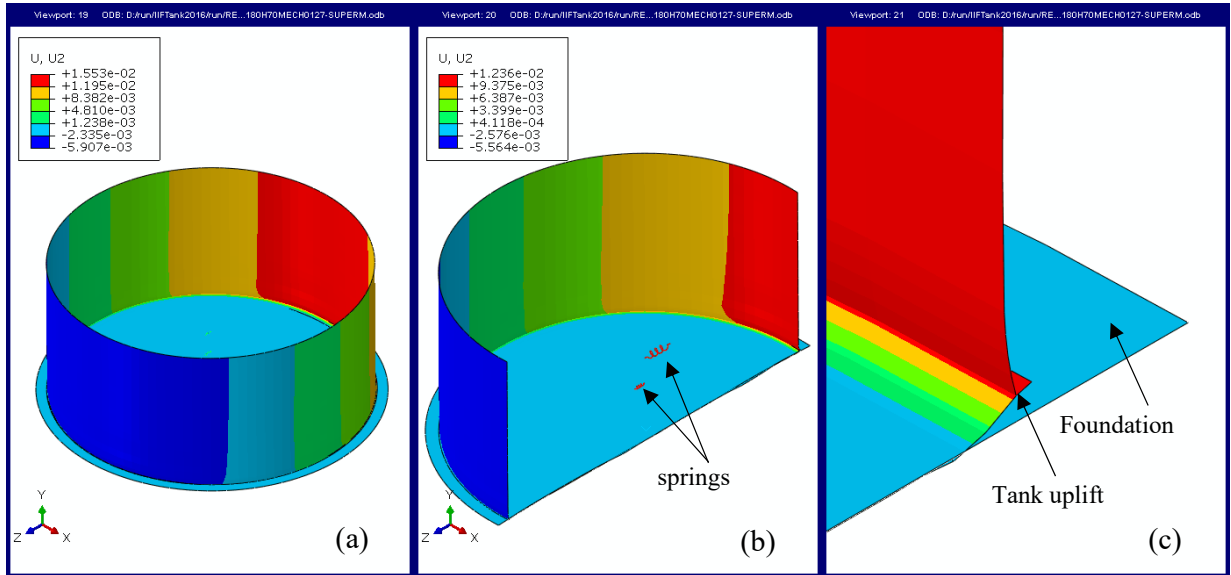 Viewport: 19 ODB: D:/run/IIFTank2016/run/RE...180H70MECH0127-SUPERM.odb
U, U2
+1.553e-02
+1.195e-02
+8.382e-03
+4.810e-03
+1.238e-03
-2.335e-03
-5.907e-03
Y
Z
X
(a)
Viewport: 20 ODB: D:/run/IIFTank2016/run/RE...180H70MECH0127-SUPERM.odb
U, U2
+1.236e-02
+9.375e-03
+6.387e-03
+3.399e-03
+4.118e-04
-2.576e-03
-5.564e-03
springs
Y
Z
X
(b)
Viewport: 21 ODB: D:/run/IIFTank2016/run/RE...180H70MECH0127-SUPERM.odb
Foundation
Tank uplift
(c)